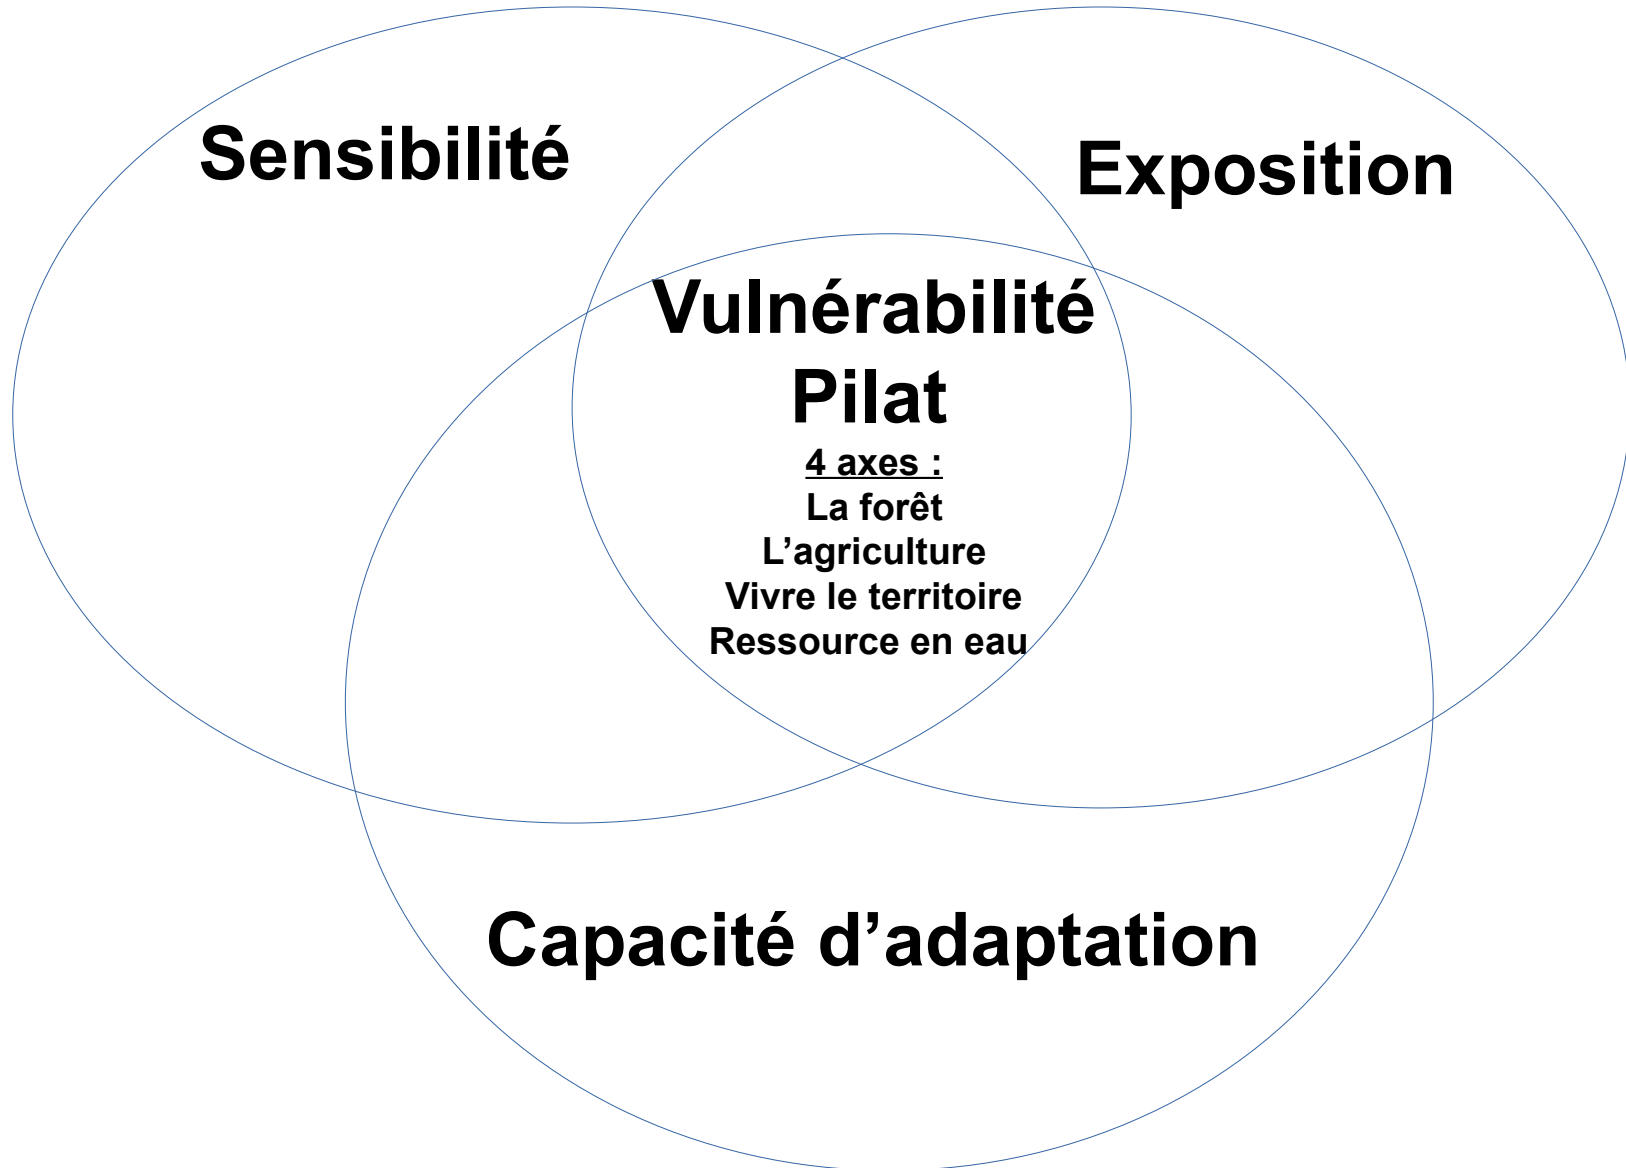 Sensibilité
Exposition
Vulnérabilité
Pilat
4 axes :
La forêt
L’agriculture
Vivre le territoire
Ressource en eau
Capacité d’adaptation